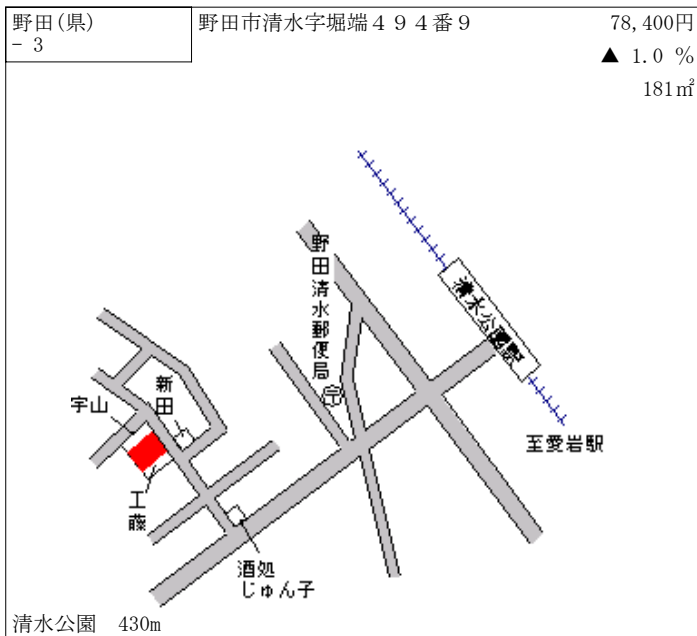 野田(県)
- 3
野田市清水字堀端４９４番９
78,400円
▲ 1.0 %
181㎡
野田清水郵便局
清水公園駅
至愛岩駅
新田
宇山
工藤
酒処
じゅん子
清水公園　430m